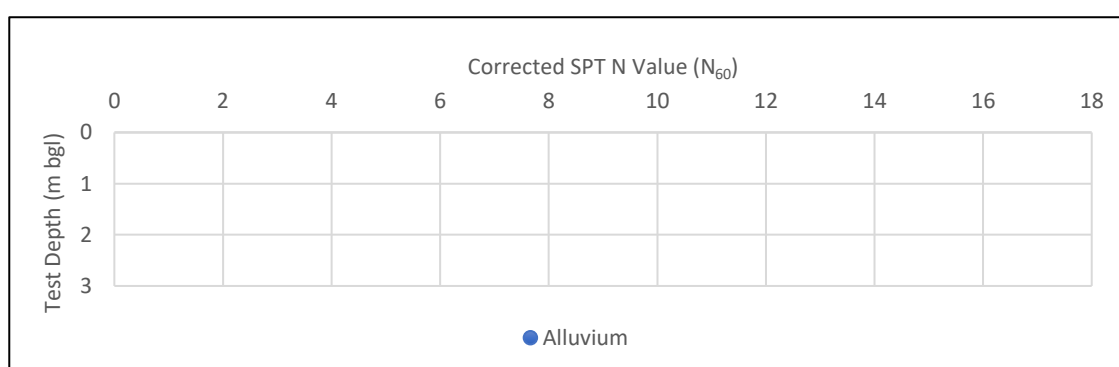 Corrected SPT N Value (N₆₀)
0 2 4 6 8 10 12 14 16 18
Test Depth (m bgl)
0
1
2
3
Alluvium